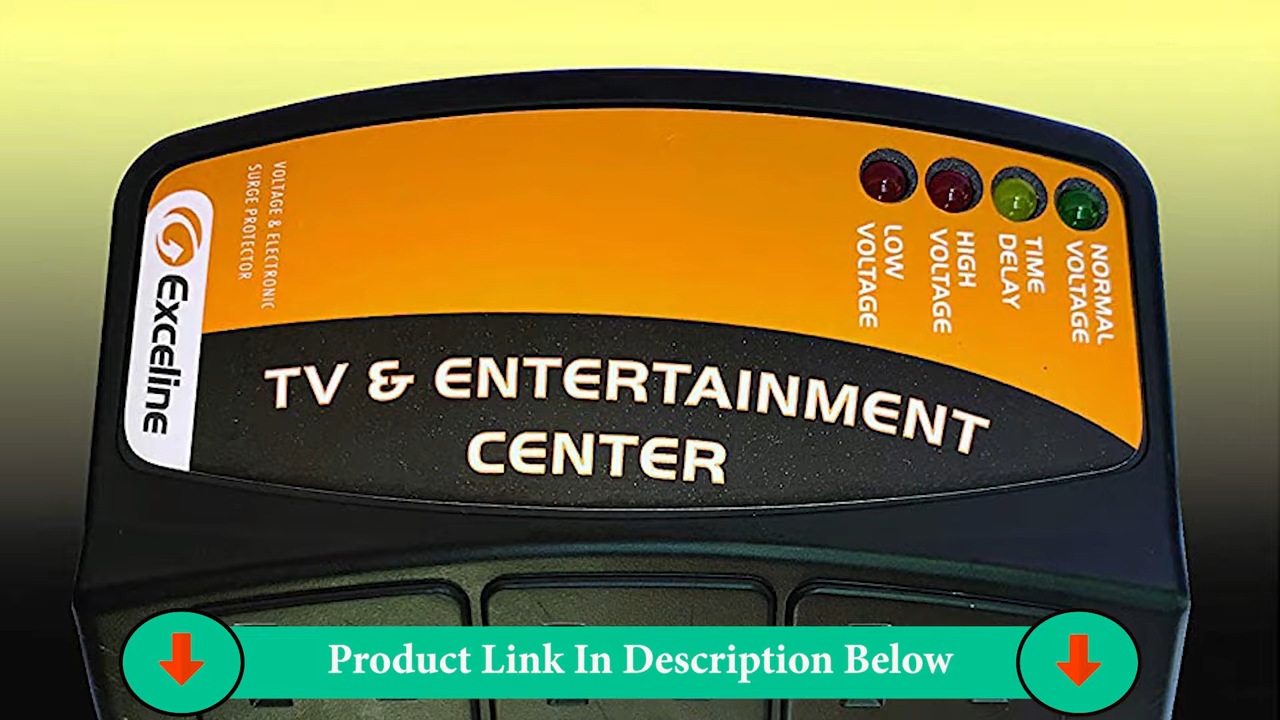 VOLTAGE & ELECTRONIC
SURGE PROTECTOR
Exceline
LOW
VOLTAGE
HIGH
VOLTAGE
TIME
DELAY
NORMAL
VOLTAGE
TV & ENTERTAINMENT
CENTER
Product Link In Description Below